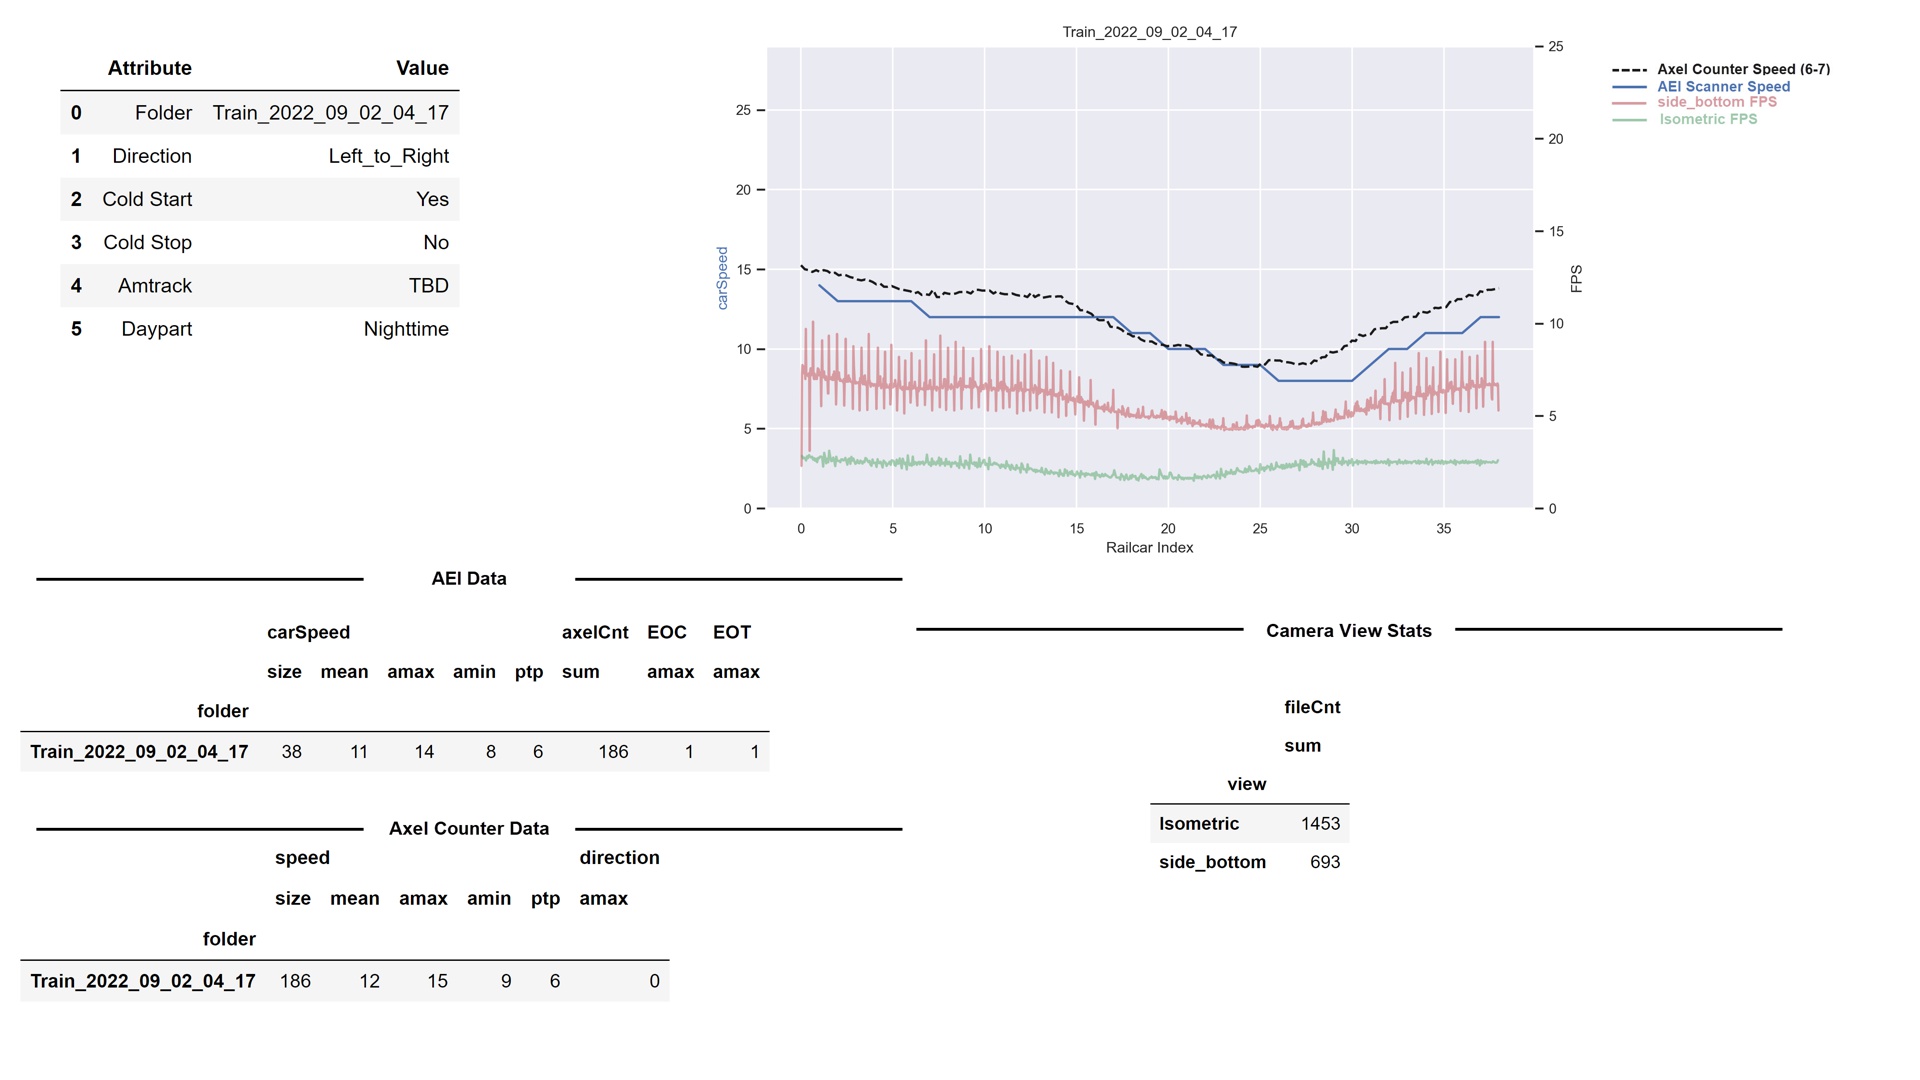 Attribute Value
0 Folder Train_2022_09_02_04_17
1 Direction Left_to_Right
2 Cold Start Yes
3 Cold Stop No
4 Amtrack TBD
5 Daypart Nighttime
Train_2022_09_02_04_17
carSpeed
25
20
15
10
5
0
0 5 10 15 20 25 30 35
Railcar Index
25
20
15
10
5
0
FPS
Axel Counter Speed (6-7)
AEI Scanner Speed
side_bottom FPS
Isometric FPS
AEI Data
carSpeed axelCnt EOC EOT
size mean amax amin ptp sum amax amax
folder
Train_2022_09_02_04_17 38 11 14 8 6 186 1 1
Axel Counter Data
speed direction
size mean amax amin ptp amax
folder
Train_2022_09_02_04_17 186 12 15 9 6 0
Camera View Stats
fileCnt
sum
view
Isometric 1453
side_bottom 693